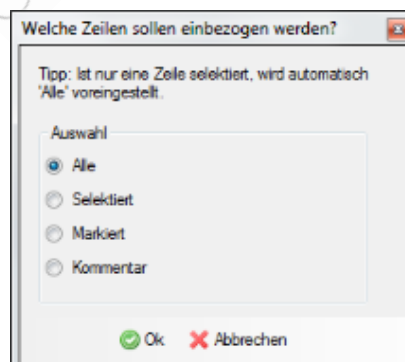 Welche Zeilen sollen einbezogen werden?
Tipp: Ist nur eine Zeile selektiert, wird automatisch
'Alle' voreingestellt.
Auswahl
Alle
Selektiert
Markiert
Kommentar
Ok Abbrechen